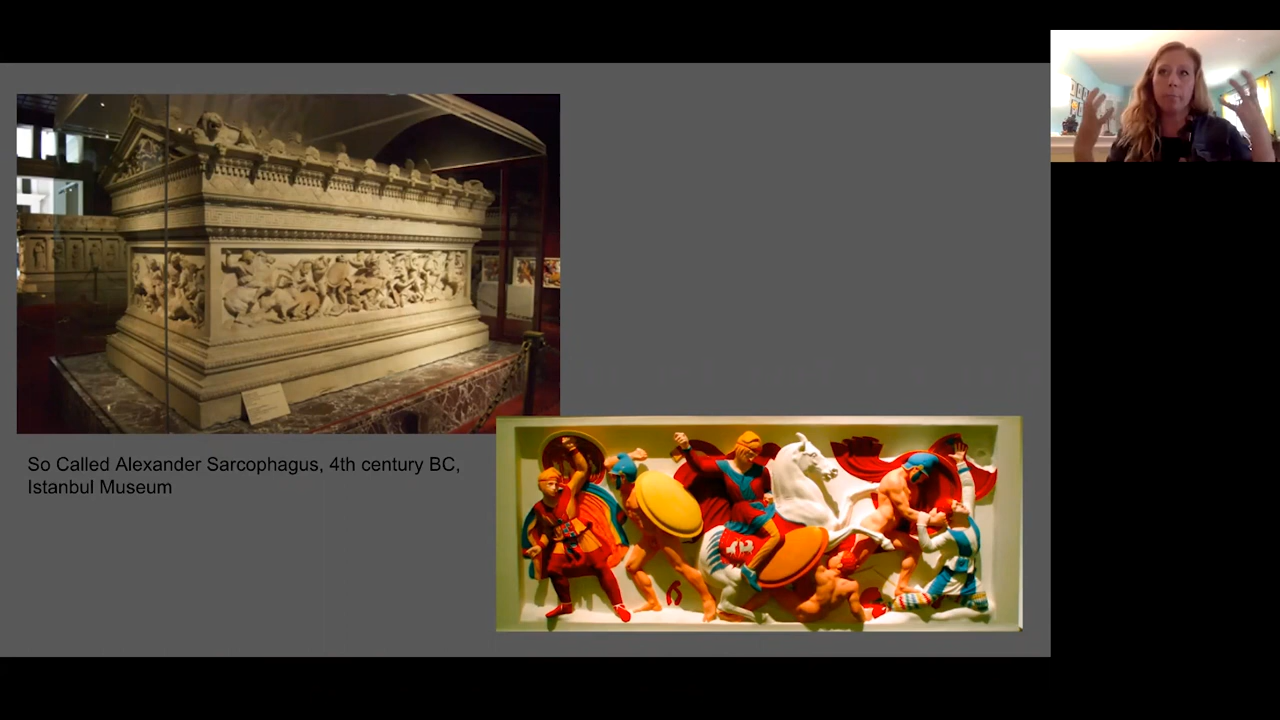 So Called Alexander Sarcophagus, 4th century BC,
Istanbul Museum